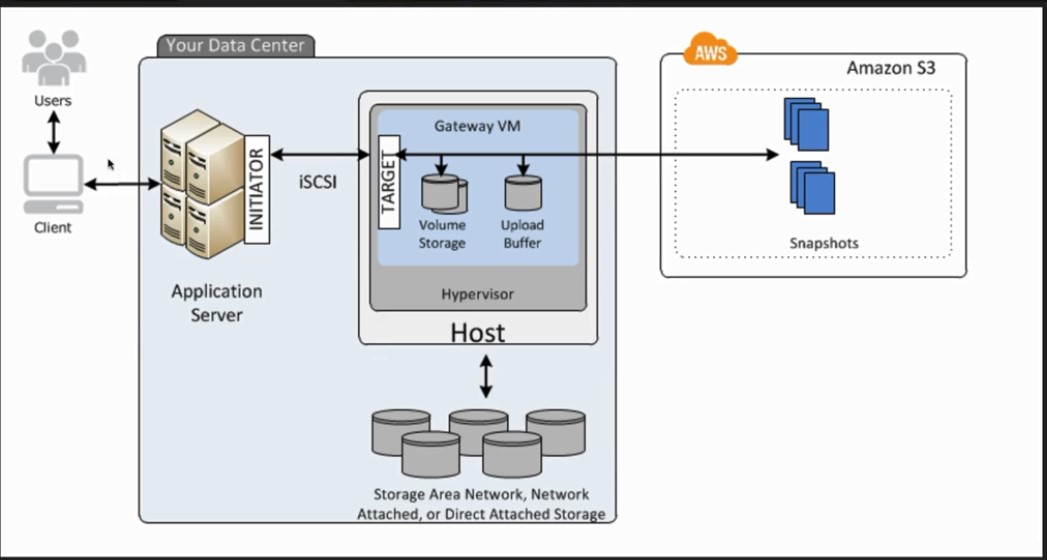 Your Data Center
AWS
Amazon S3
Users
Gateway VM
INITIATOR
iSCSI
TARGET
Volume
Storage
Upload
Buffer
Client
Snapshots
Application
Server
Hypervisor
Host
Storage Area Network, Network
Attached, or Direct Attached Storage